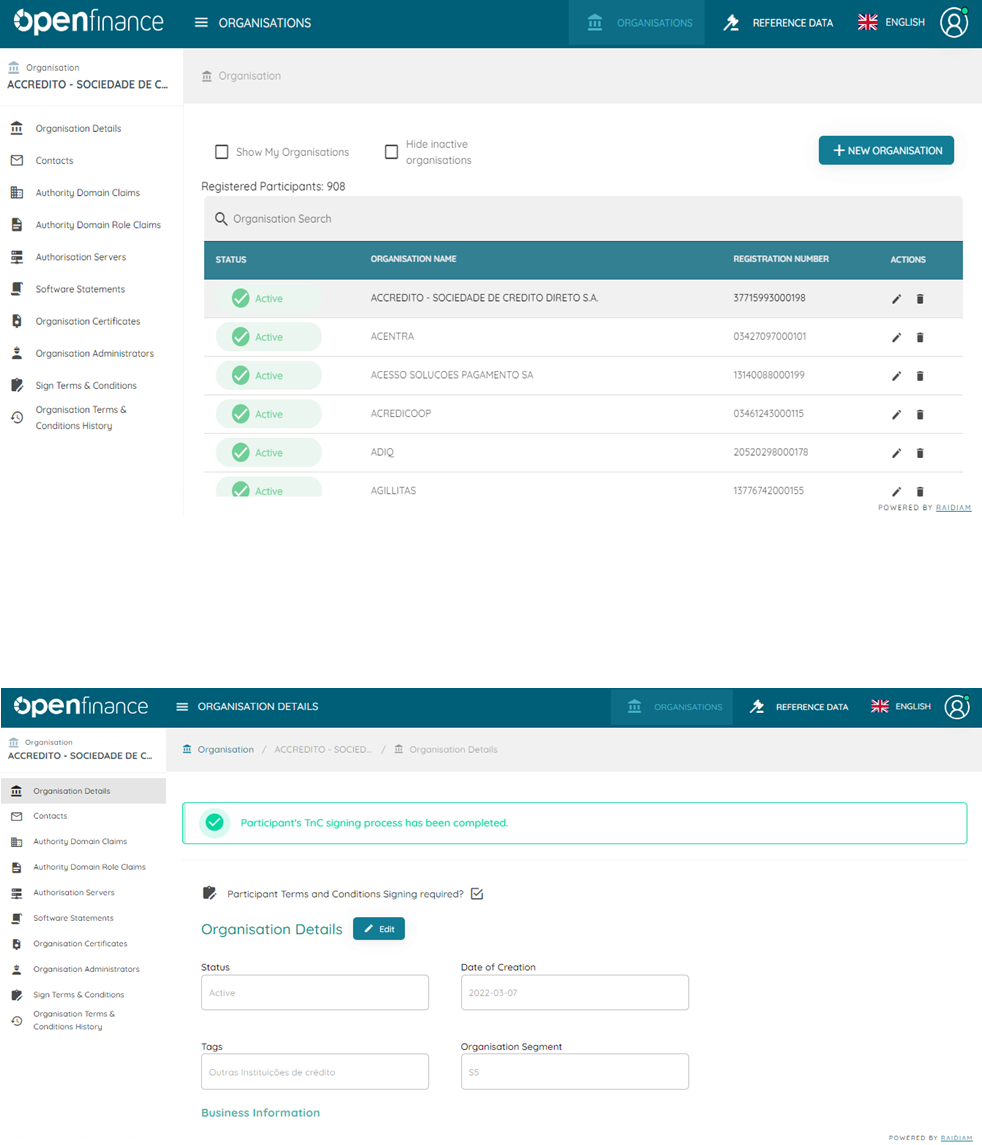 openfinance
ORGANISATIONS
ORGANISATIONS
REFERENCE DATA
ENGLISH
Organisation
ACCREDITO - SOCIEDADE DE C...
Organisation
Organisation Details
Contacts
Authority Domain Claims
Authority Domain Role Claims
Authorisation Servers
Software Statements
Organisation Certificates
Organisation Administrators
Sign Terms & Conditions
Organisation Terms &
Conditions History
Show My Organisations
Hide inactive
organisations
NEW ORGANISATION
Registered Participants: 908
Organisation Search
STATUS ORGANISATION NAME REGISTRATION NUMBER ACTIONS
Active ACCREDITO - SOCIEDADE DE CREDITO DIRETO S.A. 37715993000198
Active ACENTRA 03427097000101
Active ACESSO SOLUCOES PAGAMENTO SA 13140088000199
Active ACREDICOOP 03461243000115
Active ADIQ 20520298000178
Active AGILLITAS 13776742000155
POWERED BY RAIDIAM
openfinance
ORGANISATION DETAILS
ORGANISATIONS
REFERENCE DATA
ENGLISH
Organisation
ACCREDITO - SOCIEDADE DE C...
Organisation / ACCREDITO - SOCIED... / Organisation Details
Organisation Details
Contacts
Authority Domain Claims
Authority Domain Role Claims
Authorisation Servers
Software Statements
Organisation Certificates
Organisation Administrators
Sign Terms & Conditions
Organisation Terms &
Conditions History
Participant's TnC signing process has been completed.
Participant Terms and Conditions Signing required?
Organisation Details
Edit
Status Date of Creation
Active 2022-03-07
Tags Organisation Segment
Outras Instituições de crédito S5
Business Information
POWERED BY RAIDIAM